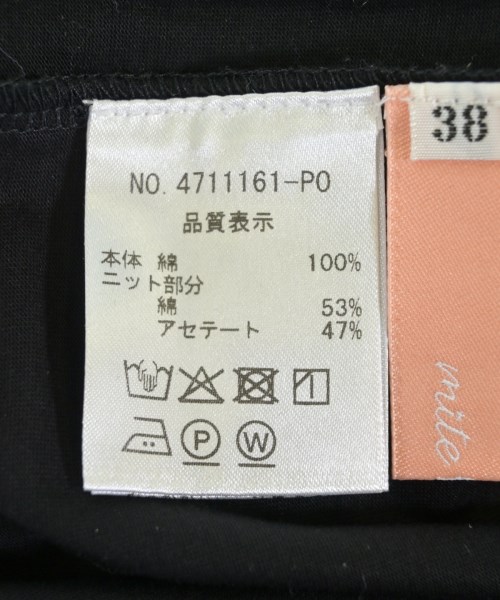 NO. 4711161-PO
品質表示
本体 綿 100%
ニット部分
綿 53%
アセテート 47%
P W
38
mite